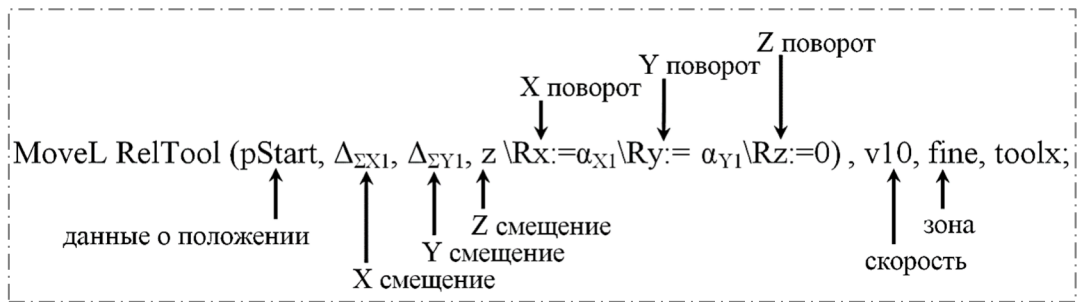 Z поворот
Y поворот
X поворот
MoveL RelTool (pStart, Δ_ΣX1, Δ_ΣY1, z \Rx:=α_X1\Ry:= α_Y1\Rz:=0) , v10, fine, toolx;
данные о положении
Z смещение
зона
Y смещение
скорость
X смещение